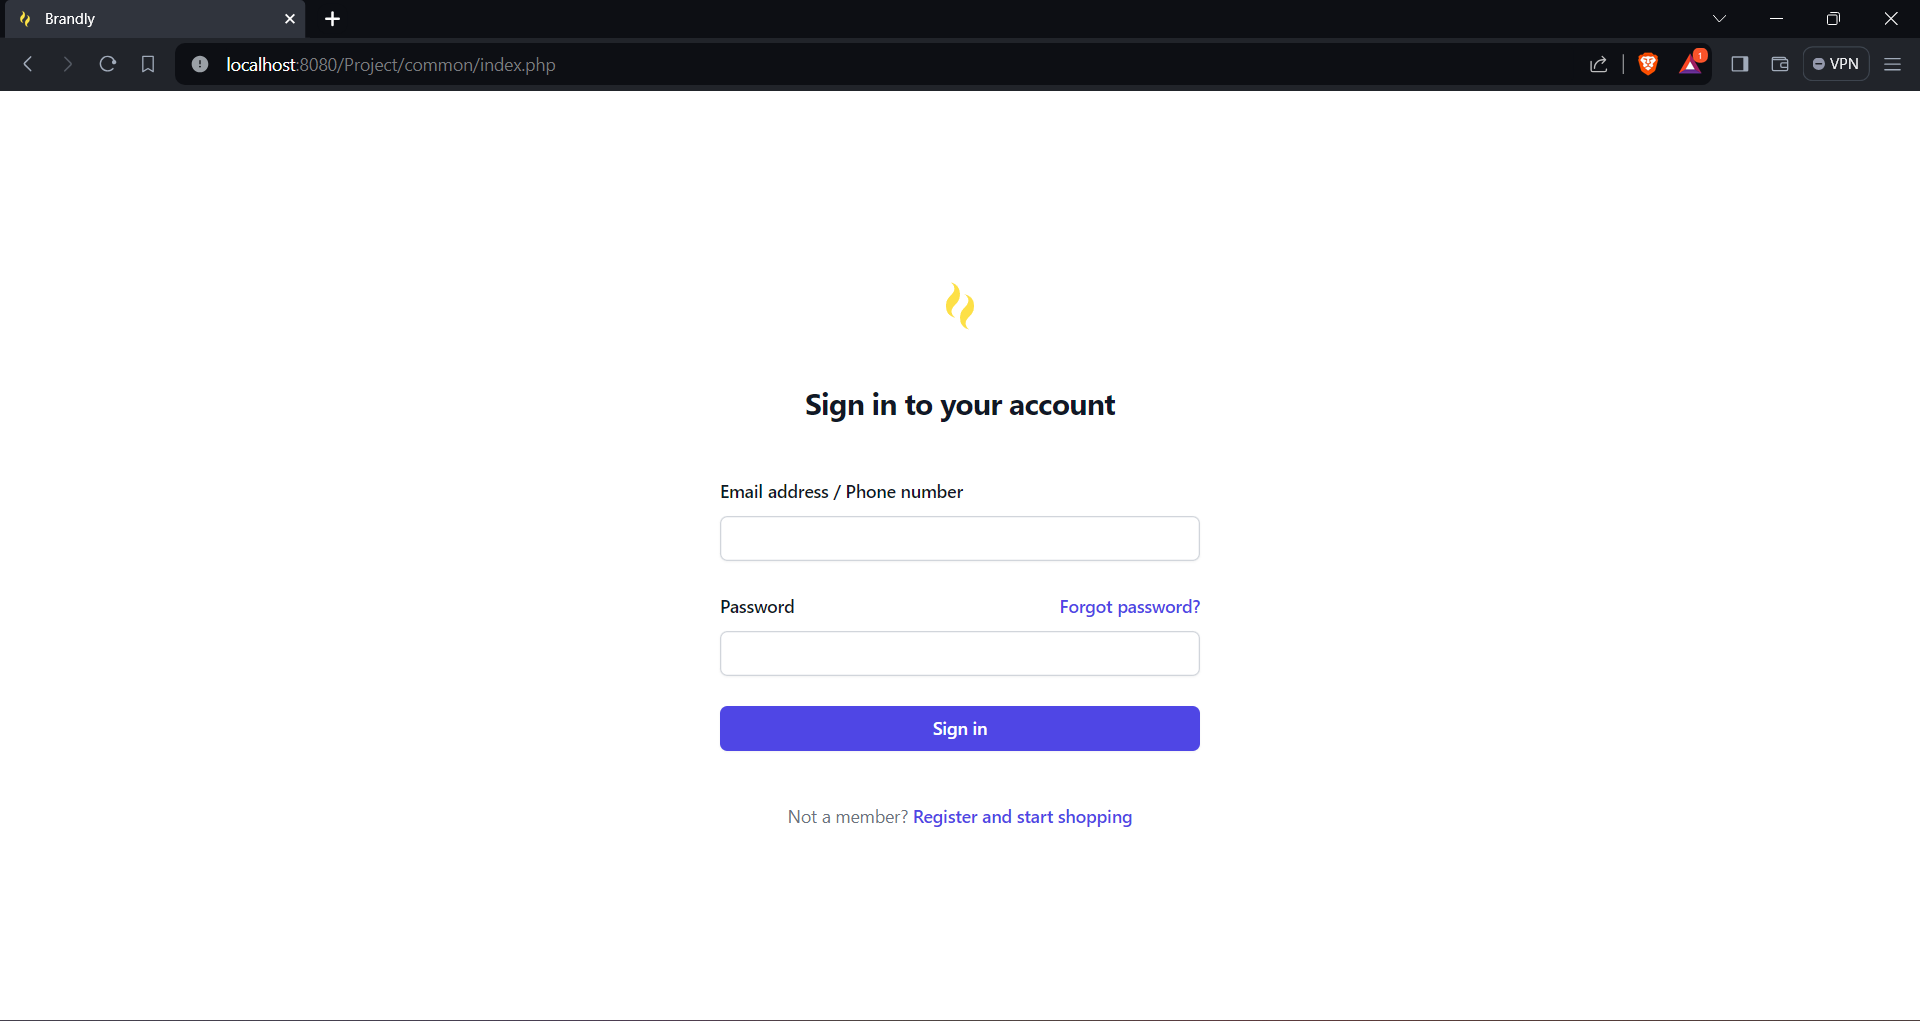 Brandly
localhost:8080/Project/common/index.php
1
VPN
Sign in to your account
Email address / Phone number
Password
Forgot password?
Sign in
Not a member? Register and start shopping